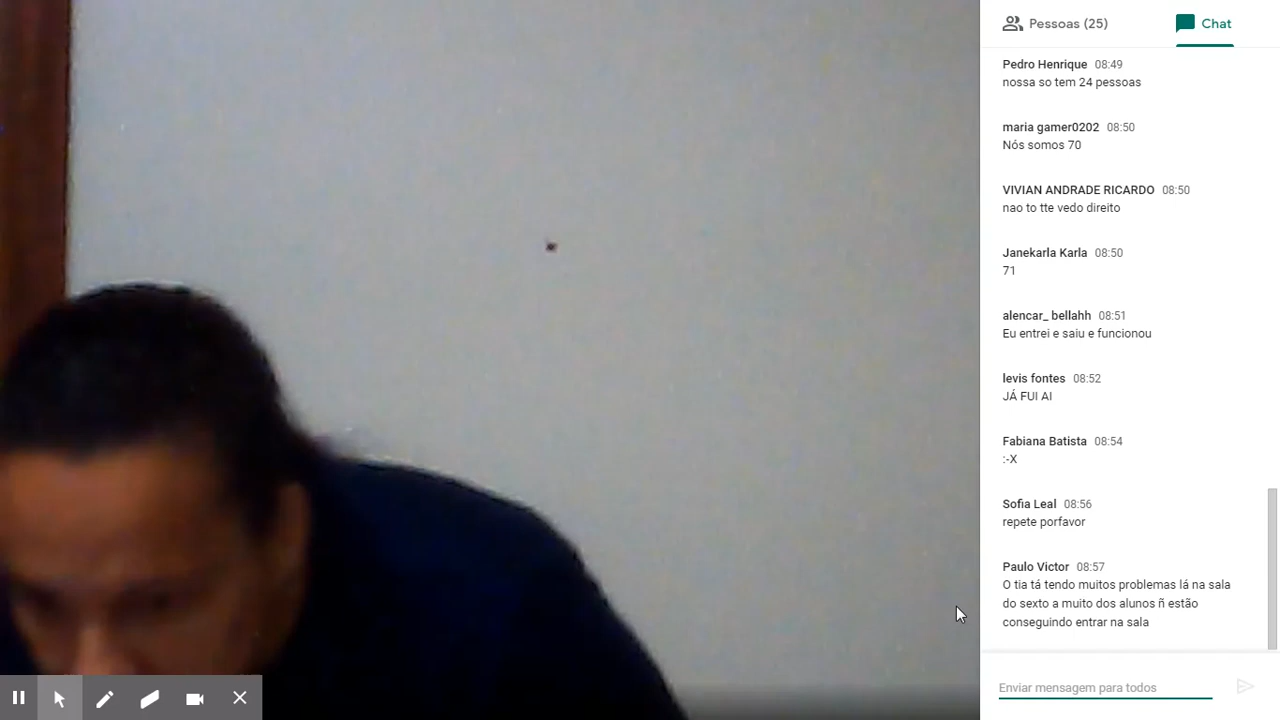 Pessoas (25)
Chat
Pedro Henrique 08:49
nossa so tem 24 pessoas
maria gamer0202 08:50
Nós somos 70
VIVIAN ANDRADE RICARDO 08:50
nao to tte vedo direito
Janekarla Karla 08:50
71
alencar_ bellahh 08:51
Eu entrei e saiu e funcionou
levis fontes 08:52
JÁ FUI AI
Fabiana Batista 08:54
:-X
Sofia Leal 08:56
repete porfavor
Paulo Victor 08:57
O tia tá tendo muitos problemas lá na sala
do sexto a muito dos alunos ñ estão
conseguindo entrar na sala
Enviar mensagem para todos